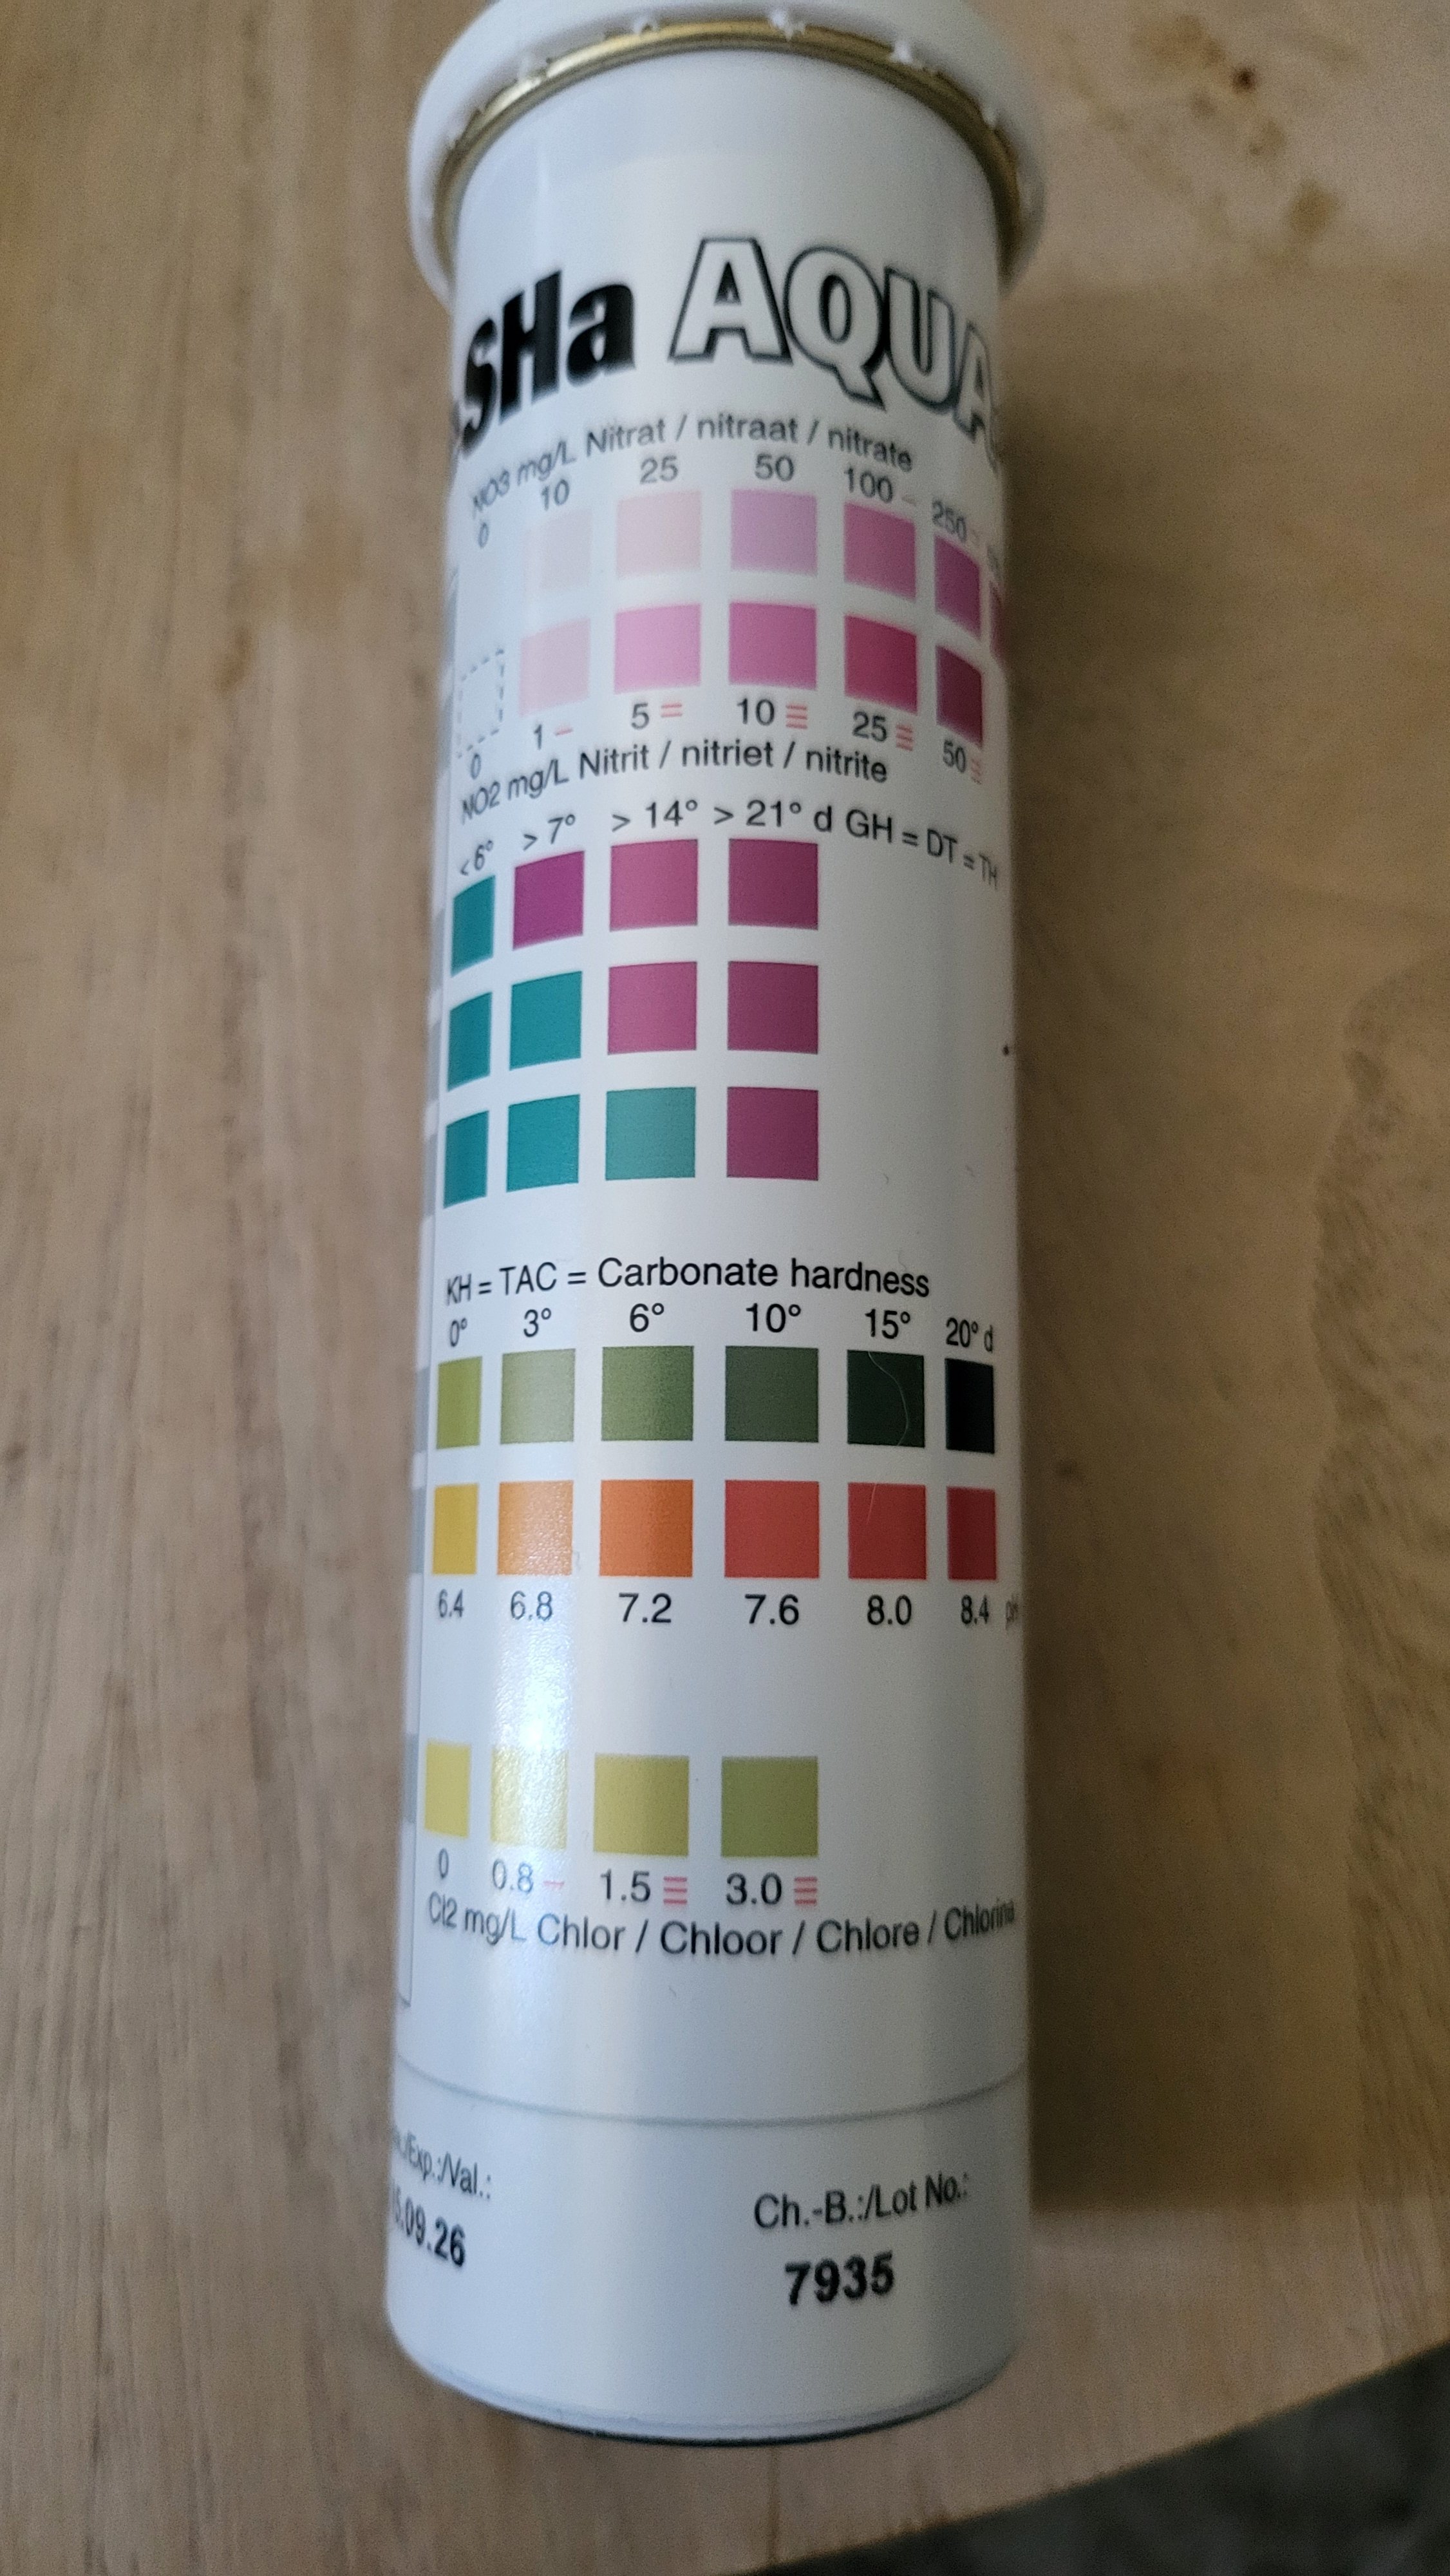 SHa AQUA
NO3 mg/L Nitrat / nitraat / nitrate
0 10 25 50 100 250
0 1 5 10 25 50
NO2 mg/L Nitrit / nitriet / nitrite
<6° >7° >14° >21° d GH = DT = TH
KH = TAC = Carbonate hardness
0° 3° 6° 10° 15° 20° d
6.4 6.8 7.2 7.6 8.0 8.4 pH
0 0.8 1.5 3.0
Cl2 mg/L Chlor / Chloor / Chlore / Chlorine
/Exp.:/Val.:
.09.26
Ch.-B.:/Lot No.:
7935